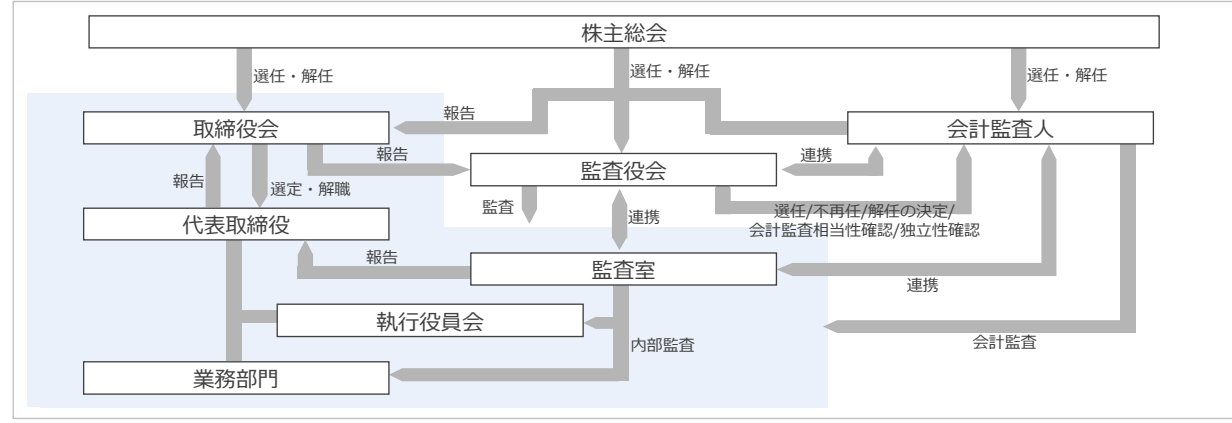 株主総会
選任・解任
選任・解任
選任・解任
報告
取締役会
会計監査人
報告
連携
監査役会
報告
選定・解職
監査
連携
選任/不再任/解任の決定/
会計監査相当性確認/独立性確認
代表取締役
報告
監査室
連携
執行役員会
内部監査
会計監査
業務部門